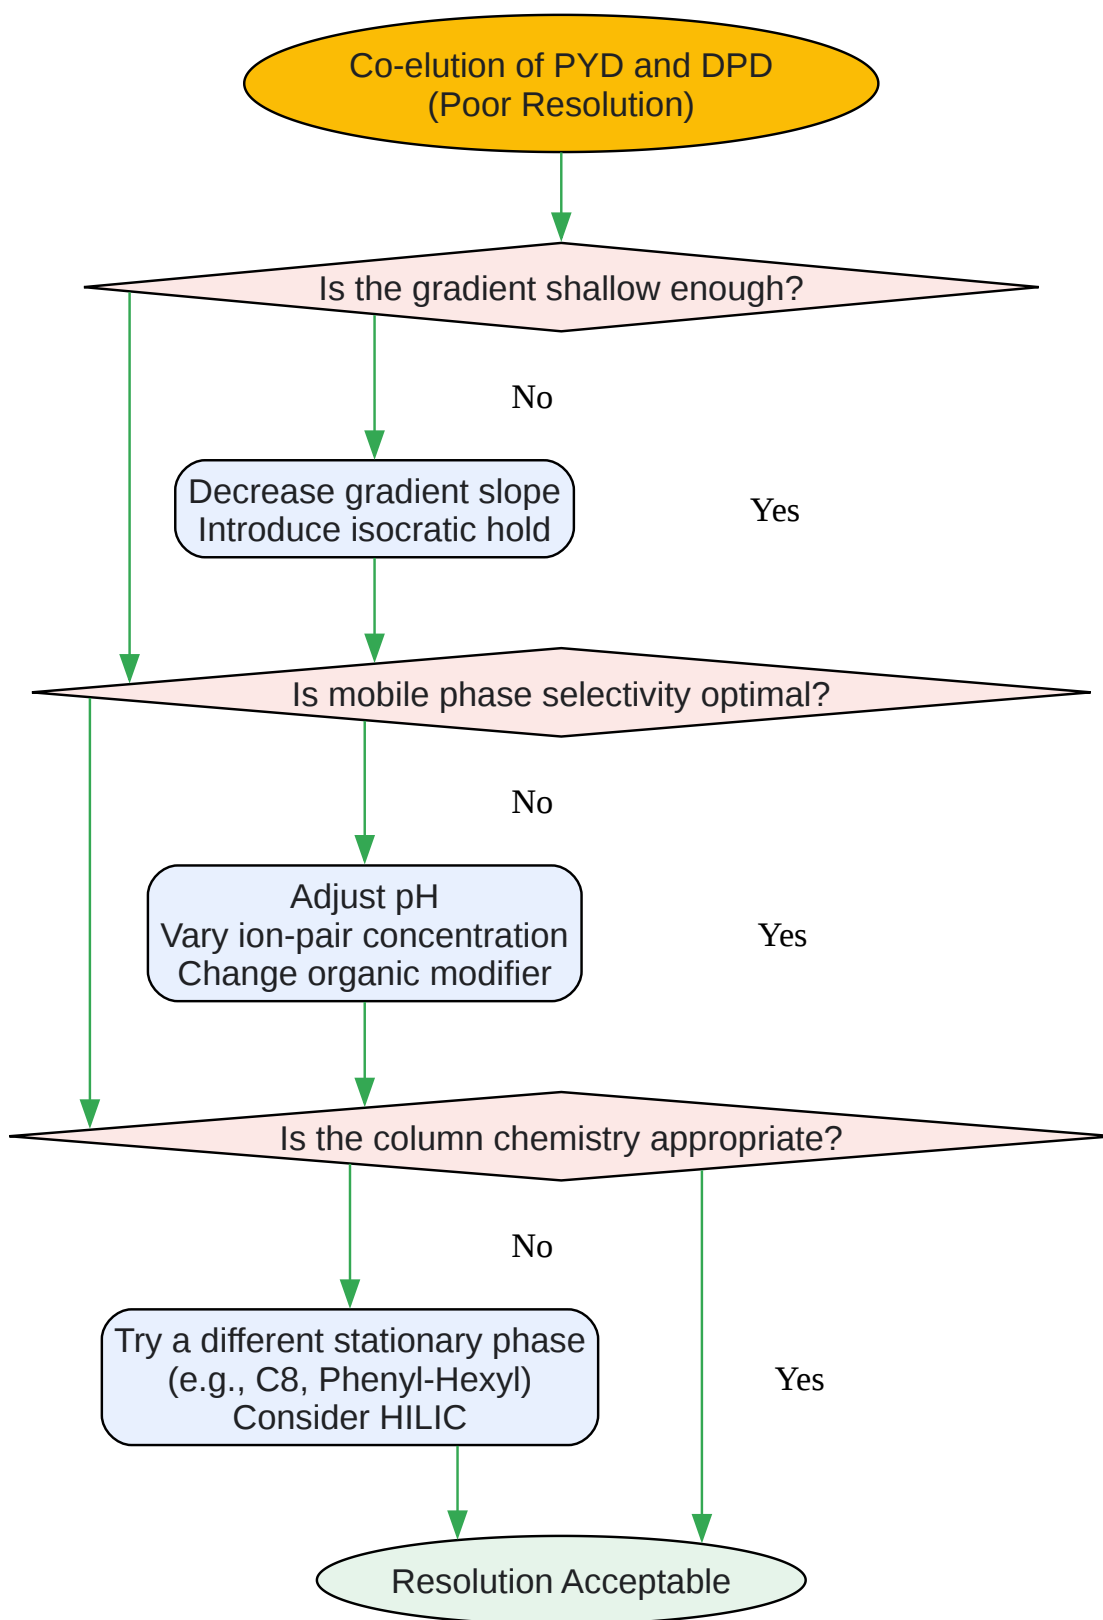 Co-elution of PYD and DPD
(Poor Resolution)
Is the gradient shallow enough?
No
Decrease gradient slope
Introduce isocratic hold
Yes
Is mobile phase selectivity optimal?
No
Adjust pH
Vary ion-pair concentration
Change organic modifier
Yes
Is the column chemistry appropriate?
No
Try a different stationary phase
(e.g., C8, Phenyl-Hexyl)
Consider HILIC
Yes
Resolution Acceptable